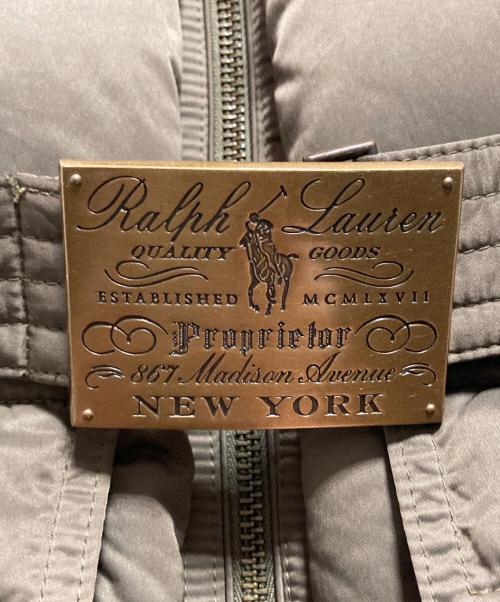 Ralph Lauren
QUALITY GOODS
ESTABLISHED MCMLXVII
Proprietor
867 Madison Avenue
NEW YORK